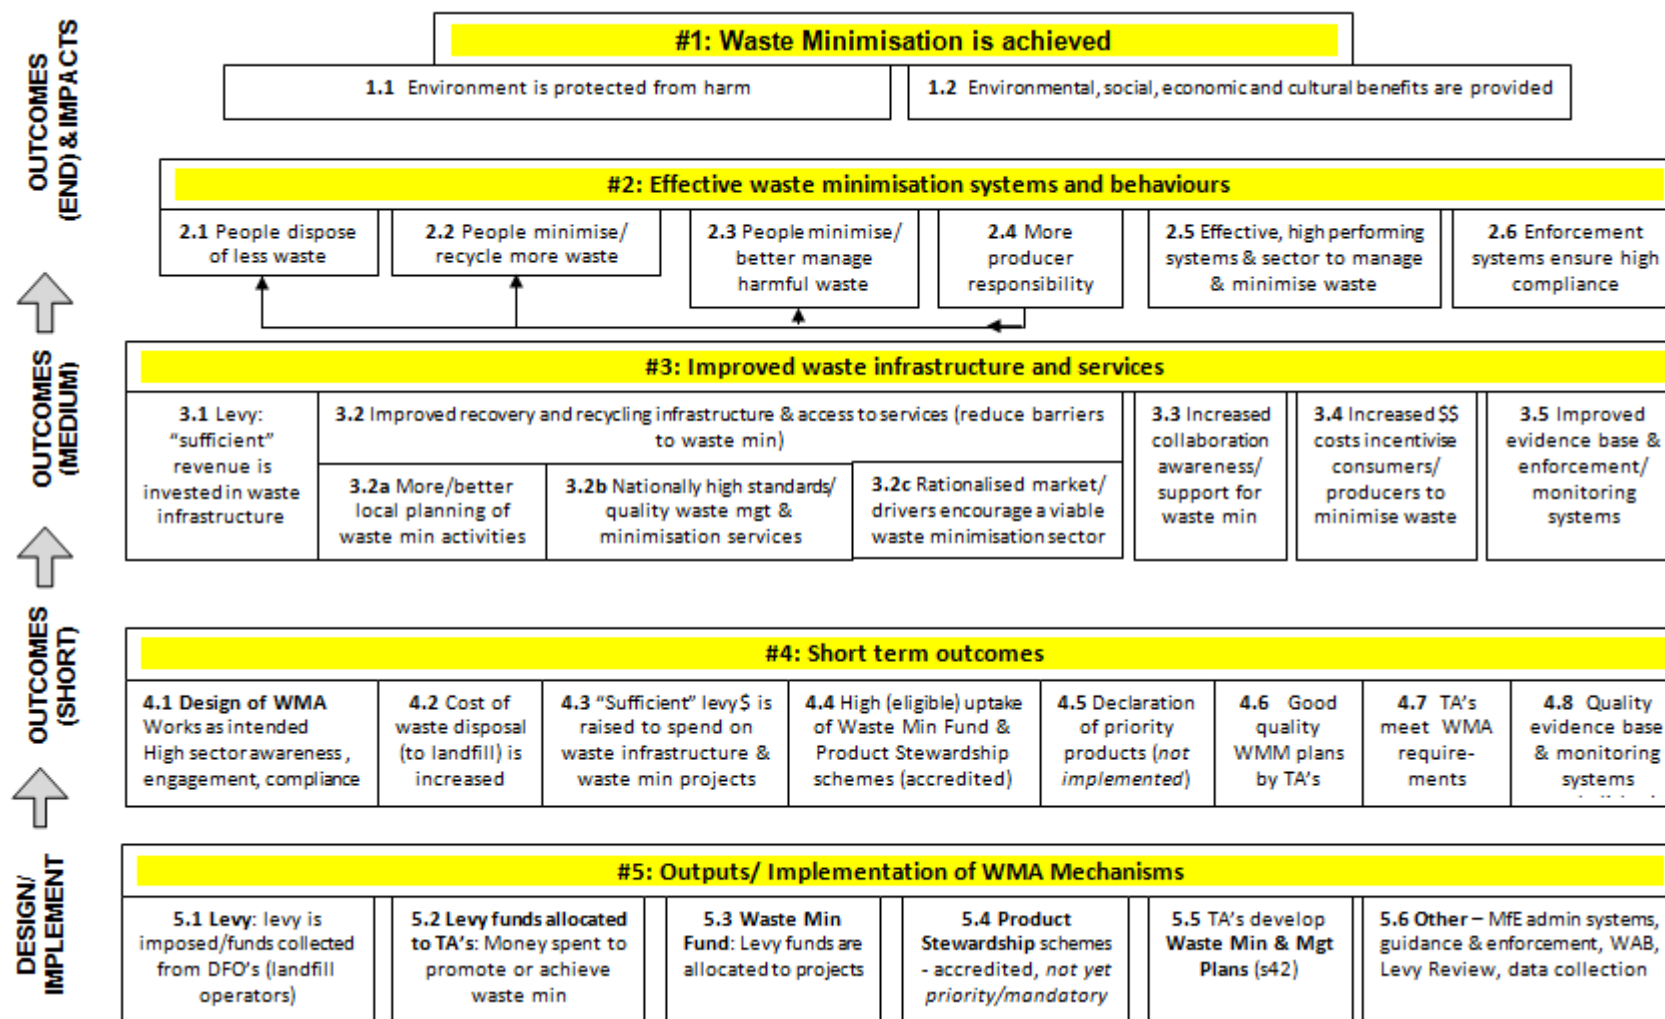 OUTCOMES
(END) & IMPACTS
#1: Waste Minimisation is achieved
1.1 Environment is protected from harm
1.2 Environmental, social, economic and cultural benefits are provided
#2: Effective waste minimisation systems and behaviours
2.1 People dispose
of less waste
2.2 People minimise/
recycle more waste
2.3 People minimise/
better manage
harmful waste
2.4 More
producer
responsibility
2.5 Effective, high performing
systems & sector to manage
& minimise waste
2.6 Enforcement
systems ensure high
compliance
OUTCOMES
(MEDIUM)
#3: Improved waste infrastructure and services
3.1 Levy:
“sufficient”
revenue is
invested in waste
infrastructure
3.2 Improved recovery and recycling infrastructure & access to services (reduce barriers
to waste min)
3.2a More/better
local planning of
waste min activities
3.2b Nationally high standards/
quality waste mgt &
minimisation services
3.2c Rationalised market/
drivers encourage a viable
waste minimisation sector
3.3 Increased
collaboration
awareness/
support for
waste min
3.4 Increased $$
costs incentivise
consumers/
producers to
minimise waste
3.5 Improved
evidence base &
enforcement/
monitoring
systems
OUTCOMES
(SHORT)
#4: Short term outcomes
4.1 Design of WMA
Works as intended
High sector awareness,
engagement, compliance
4.2 Cost of
waste disposal
(to landfill) is
increased
4.3 “Sufficient” levy $ is
raised to spend on
waste infrastructure &
waste min projects
4.4 High (eligible) uptake
of Waste Min Fund &
Product Stewardship
schemes (accredited)
4.5 Declaration
of priority
products (not
implemented)
4.6 Good
quality
WMM plans
by TA's
4.7 TA's
meet WMA
require-
ments
4.8 Quality
evidence base
& monitoring
systems
DESIGN/
IMPLEMENT
#5: Outputs/ Implementation of WMA Mechanisms
5.1 Levy: levy is
imposed/funds collected
from DFO's (landfill
operators)
5.2 Levy funds allocated
to TA's: Money spent to
promote or achieve
waste min
5.3 Waste Min
Fund: Levy funds are
allocated to projects
5.4 Product
Stewardship schemes
- accredited, not yet
priority/mandatory
5.5 TA's develop
Waste Min & Mgt
Plans (s42)
5.6 Other – MfE admin systems,
guidance & enforcement, WAB,
Levy Review, data collection